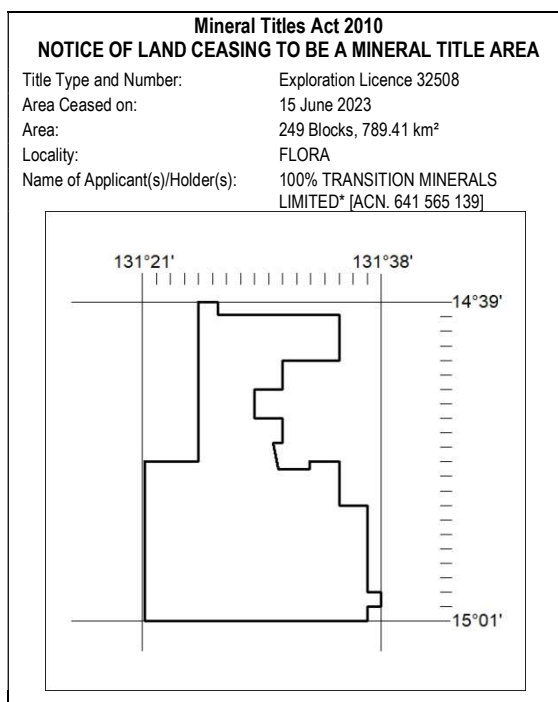 Mineral Titles Act 2010
NOTICE OF LAND CEASING TO BE A MINERAL TITLE AREA
Title Type and Number: Exploration Licence 32508
Area Ceased on: 15 June 2023
Area: 249 Blocks, 789.41 km²
Locality: FLORA
Name of Applicant(s)/Holder(s): 100% TRANSITION MINERALS
LIMITED* [ACN. 641 565 139]
131°21' 131°38'
14°39'
15°01'